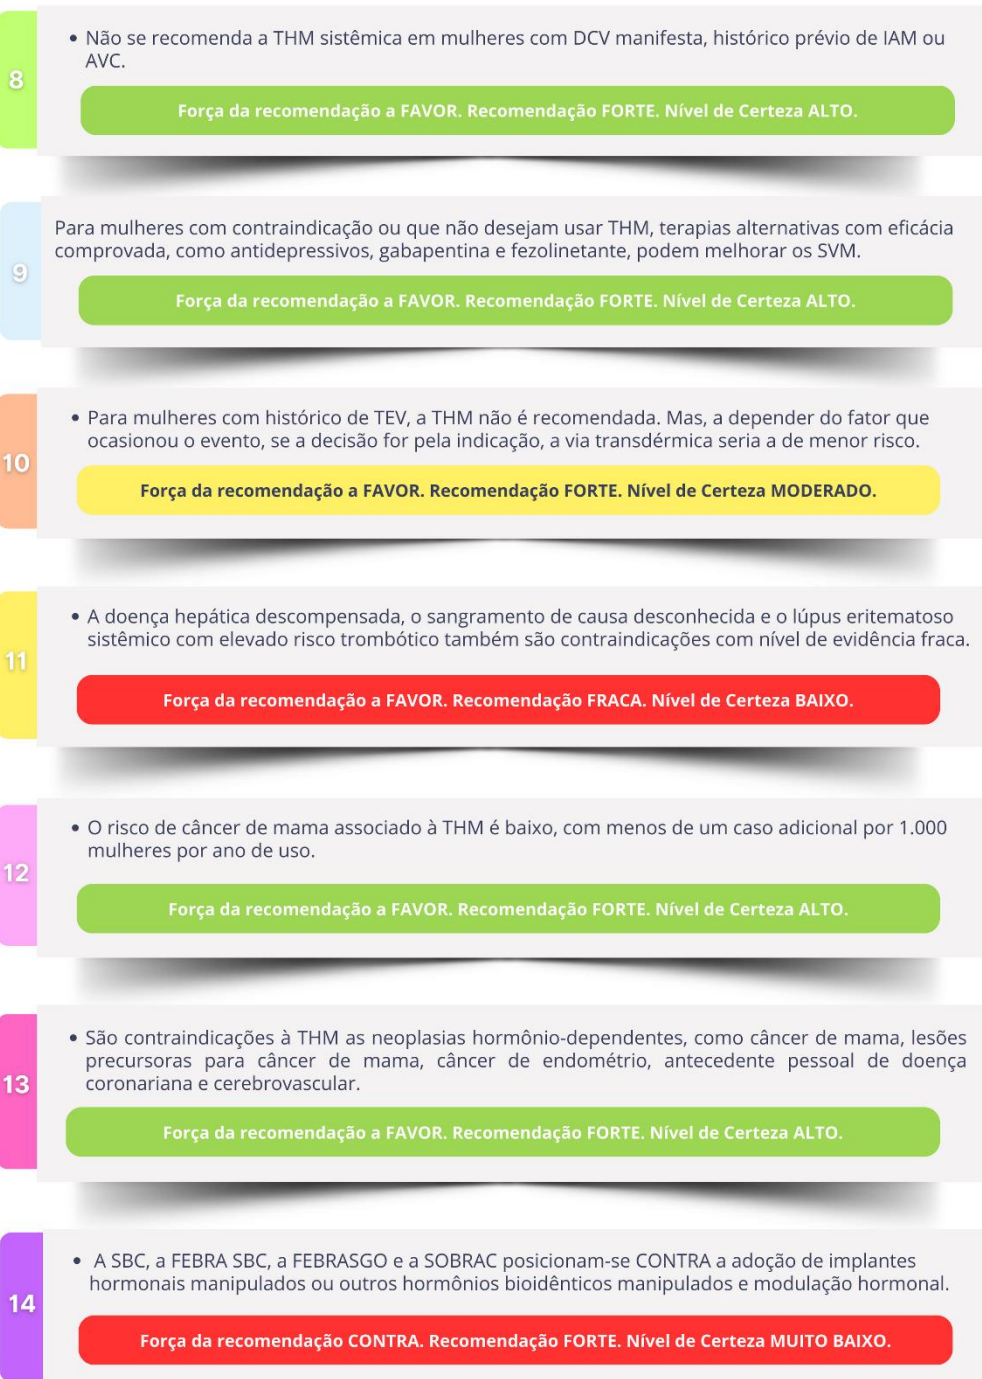 8
• Não se recomenda a THM sistêmica em mulheres com DCV manifesta, histórico prévio de IAM ou
AVC.
Força da recomendação a FAVOR. Recomendação FORTE. Nível de Certeza ALTO.
9
Para mulheres com contraindicação ou que não desejam usar THM, terapias alternativas com eficácia
comprovada, como antidepressivos, gabapentina e fezolinetante, podem melhorar os SVM.
Força da recomendação a FAVOR. Recomendação FORTE. Nível de Certeza ALTO.
10
• Para mulheres com histórico de TEV, a THM não é recomendada. Mas, a depender do fator que
ocasionou o evento, se a decisão for pela indicação, a via transdérmica seria a de menor risco.
Força da recomendação a FAVOR. Recomendação FORTE. Nível de Certeza MODERADO.
11
• A doença hepática descompensada, o sangramento de causa desconhecida e o lúpus eritematoso
sistêmico com elevado risco trombótico também são contraindicações com nível de evidência fraca.
Força da recomendação a FAVOR. Recomendação FRACA. Nível de Certeza BAIXO.
12
• O risco de câncer de mama associado à THM é baixo, com menos de um caso adicional por 1.000
mulheres por ano de uso.
Força da recomendação a FAVOR. Recomendação FORTE. Nível de Certeza ALTO.
13
• São contraindicações à THM as neoplasias hormônio-dependentes, como câncer de mama, lesões
precursoras para câncer de mama, câncer de endométrio, antecedente pessoal de doença
coronariana e cerebrovascular.
Força da recomendação a FAVOR. Recomendação FORTE. Nível de Certeza ALTO.
14
• A SBC, a FEBRA SBC, a FEBRASGO e a SOBRAC posicionam-se CONTRA a adoção de implantes
hormonais manipulados ou outros hormônios bioidênticos manipulados e modulação hormonal.
Força da recomendação CONTRA. Recomendação FORTE. Nível de Certeza MUITO BAIXO.